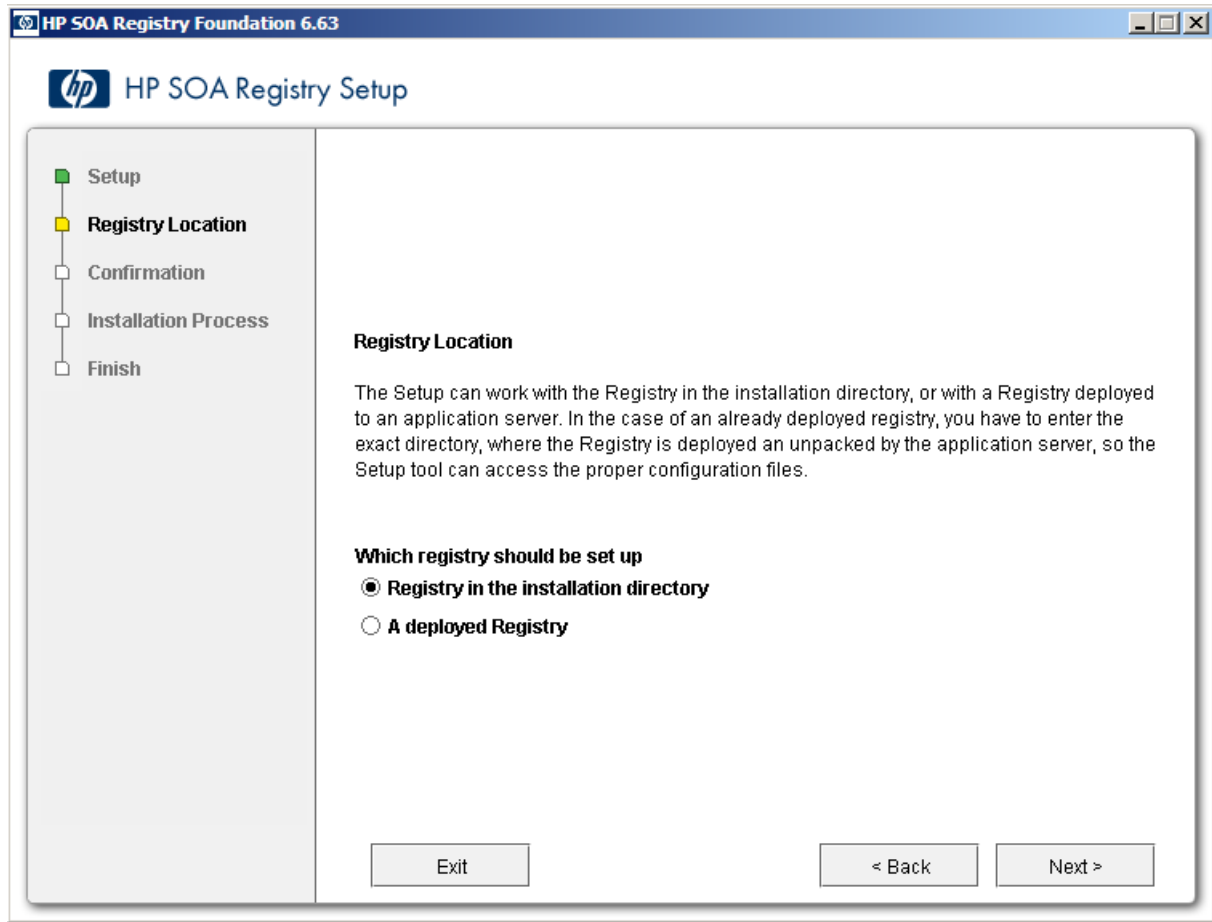 HP SOA Registry Foundation 6.63
hp HP SOA Registry Setup
Setup
Registry Location
Confirmation
Installation Process
Finish
Registry Location
The Setup can work with the Registry in the installation directory, or with a Registry deployed
to an application server. In the case of an already deployed registry, you have to enter the
exact directory, where the Registry is deployed an unpacked by the application server, so the
Setup tool can access the proper configuration files.
Which registry should be set up
Registry in the installation directory
A deployed Registry
Exit
< Back
Next >